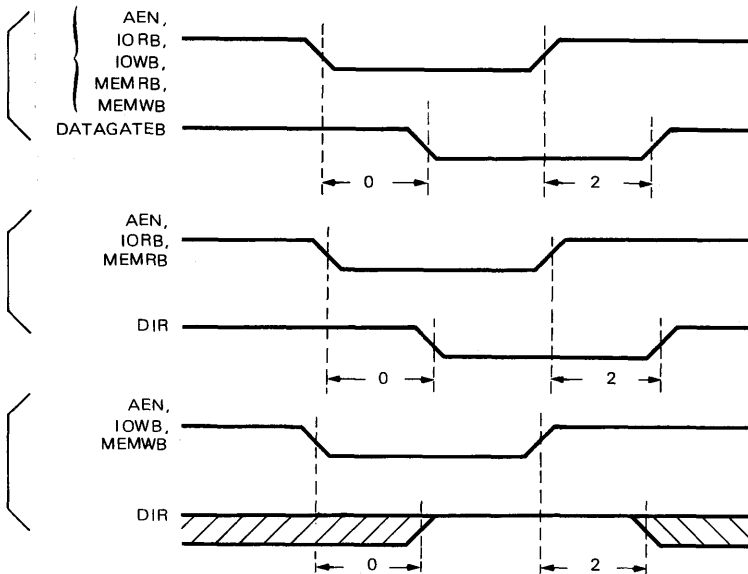 AEN,
IORB,
IOWB,
MEMRB,
MEMWB
DATAGATEB
0 2
AEN,
IORB,
MEMRB
DIR
0 2
AEN,
IOWB,
MEMWB
DIR
0 2